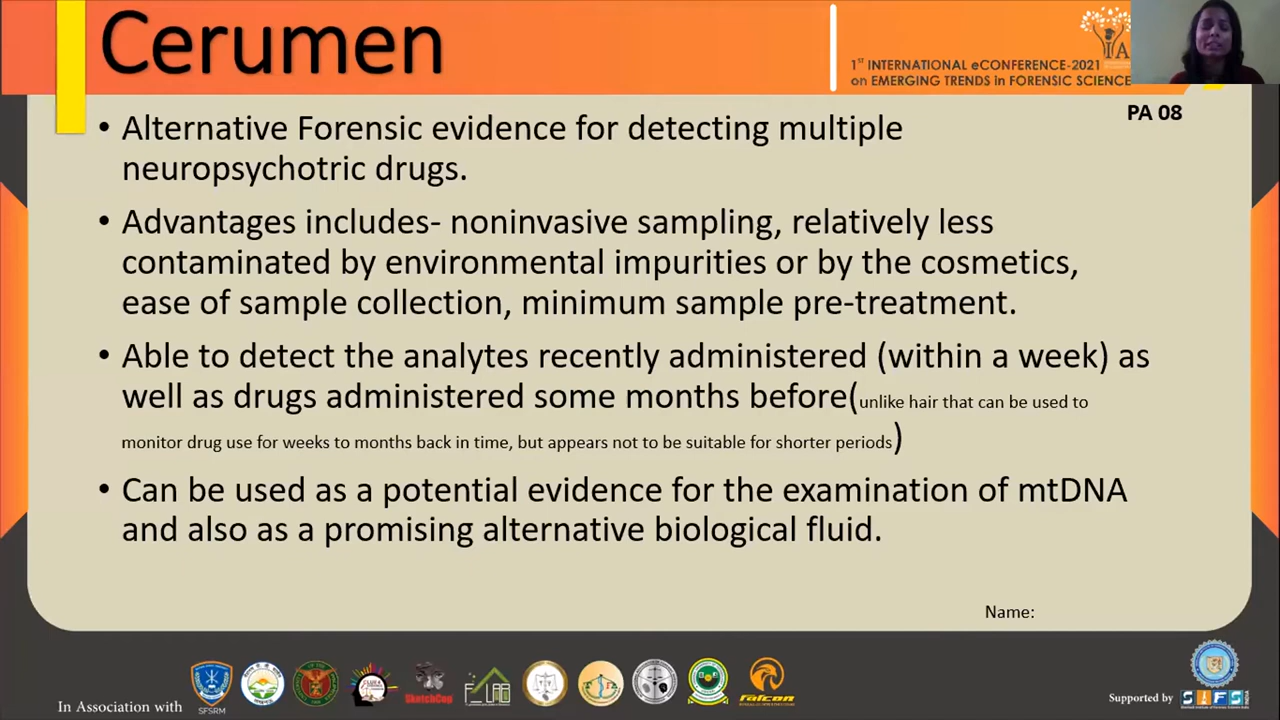 Cerumen
1st INTERNATIONAL eCONFERENCE-2021
on EMERGING TRENDS in FORENSIC SCIENCE
PA 08
• Alternative Forensic evidence for detecting multiple
neuropsychotric drugs.
• Advantages includes- noninvasive sampling, relatively less
contaminated by environmental impurities or by the cosmetics,
ease of sample collection, minimum sample pre-treatment.
• Able to detect the analytes recently administered (within a week) as
well as drugs administered some months before(unlike hair that can be used to
monitor drug use for weeks to months back in time, but appears not to be suitable for shorter periods)
• Can be used as a potential evidence for the examination of mtDNA
and also as a promising alternative biological fluid.
Name:
In Association with
SFSRM
SketchCop
F LAB
falcon
Supported by
SIFS